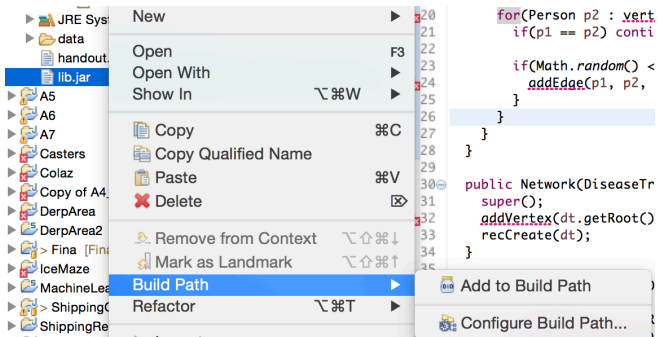 JRE Sys
data
handout.
lib.jar
A5
A6
A7
Casters
Colaz
Copy of A4_
DerpArea
DerpArea2
> Fina [Fina
IceMaze
MachineLea
> ShippingG
ShippingRe
New
Open F3
Open With
Show In ⌥⌘W
Copy ⌘C
Copy Qualified Name
Paste ⌘V
Delete ⌦
Remove from Context ⌥⇧⌘↓
Mark as Landmark ⌥⇧⌘↑
Build Path
Refactor ⌥⌘T
Add to Build Path
Configure Build Path...
20 for(Person p2 : vert
21 if(p1 == p2) conti
22
23 if(Math.random() <
24 addEdge(p1, p2,
25 }
26 }
27 }
28 }
29
30 public Network(DiseaseTr
31 super();
32 addVertex(dt.getRoot()
33 recCreate(dt);
34 }
35